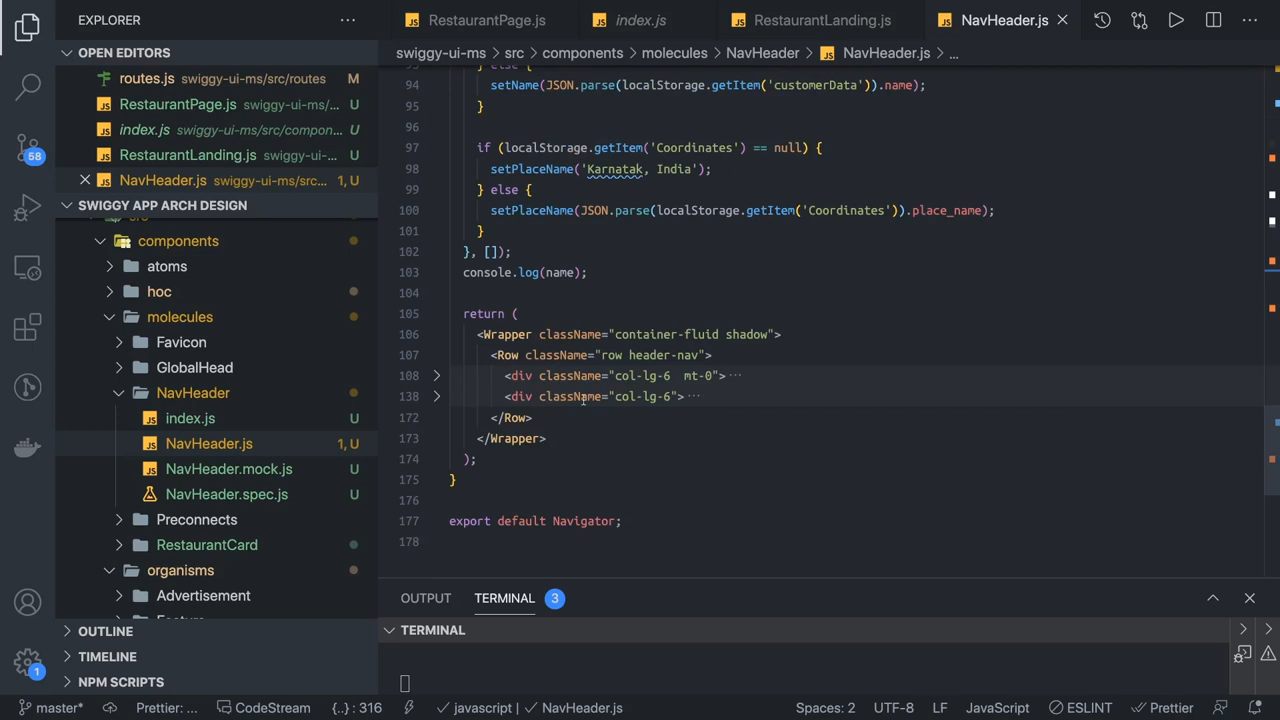 EXPLORER
RestaurantPage.js
index.js
RestaurantLanding.js
NavHeader.js
OPEN EDITORS
swiggy-ui-ms > src > components > molecules > NavHeader > NavHeader.js > ...
routes.js swiggy-ui-ms/src/routes M
RestaurantPage.js swiggy-ui-ms/... U
index.js swiggy-ui-ms/src/compon... U
RestaurantLanding.js swiggy-ui-... U
NavHeader.js swiggy-ui-ms/src... 1, U
SWIGGY APP ARCH DESIGN
components
atoms
hoc
molecules
Favicon
GlobalHead
NavHeader
index.js U
NavHeader.js 1, U
NavHeader.mock.js U
NavHeader.spec.js U
Preconnects
RestaurantCard
organisms
Advertisement
OUTLINE
TIMELINE
NPM SCRIPTS
58
1
94 setName(JSON.parse(localStorage.getItem('customerData')).name);
95 }
96
97 if (localStorage.getItem('Coordinates') == null) {
98 setPlaceName('Karnatak, India');
99 } else {
100 setPlaceName(JSON.parse(localStorage.getItem('Coordinates')).place_name);
101 }
102 }, []);
103 console.log(name);
104
105 return (
106 <Wrapper className="container-fluid shadow">
107 <Row className="row header-nav">
108 <div className="col-lg-6  mt-0">...
138 <div className="col-lg-6">...
172 </Row>
173 </Wrapper>
174 );
175 }
176
177 export default Navigator;
178
OUTPUT
TERMINAL 3
TERMINAL
master*
Prettier: ...
CodeStream
{..} : 316
javascript | ✓ NavHeader.js
Spaces: 2
UTF-8
LF
JavaScript
ESLINT
Prettier